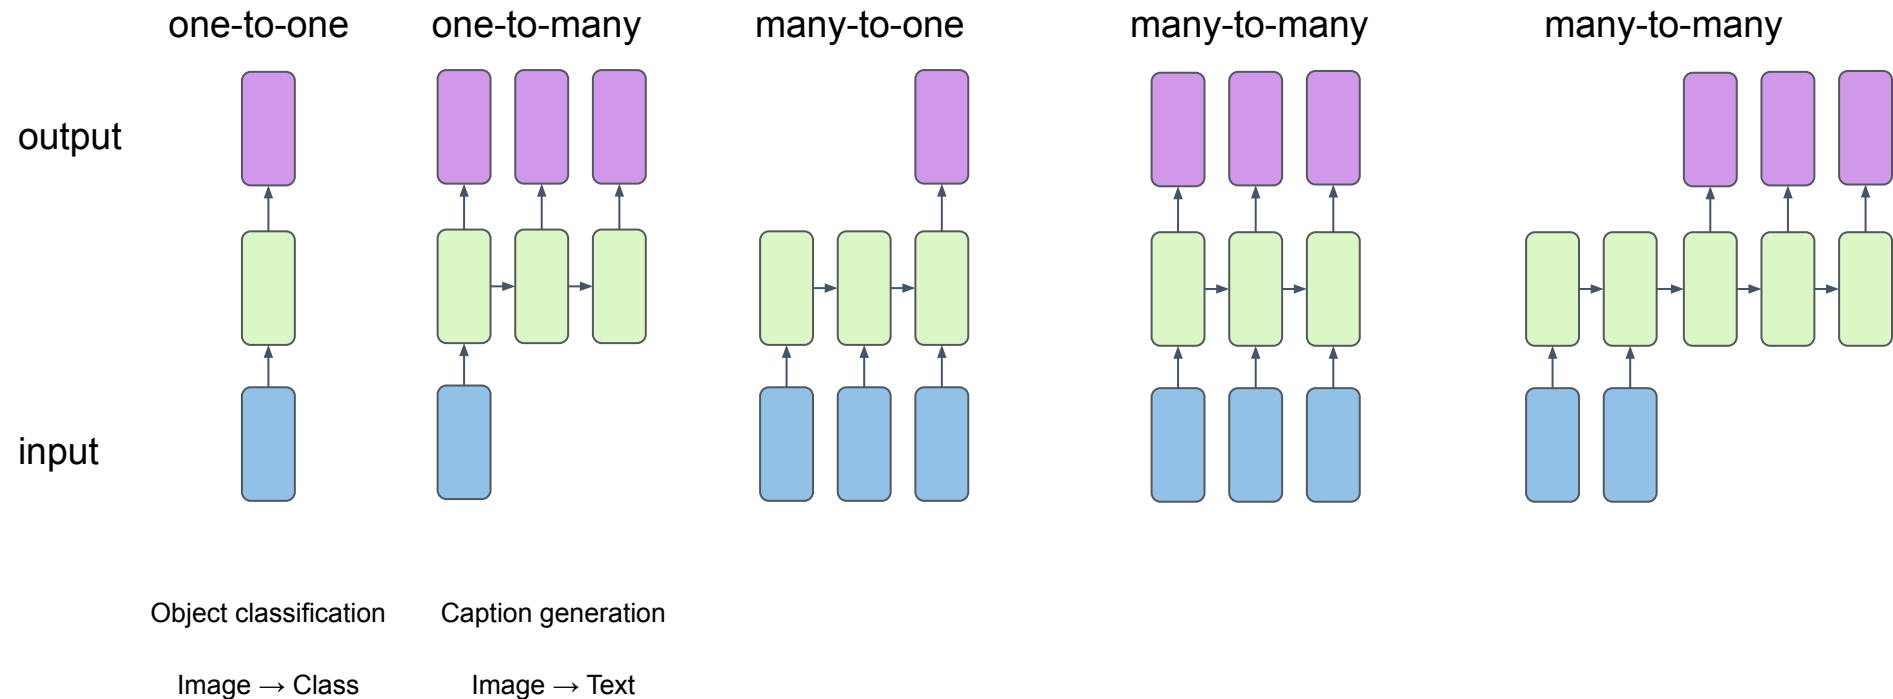 one-to-one
one-to-many
many-to-one
many-to-many
many-to-many
output
input
Object classification
Caption generation
Image → Class
Image → Text